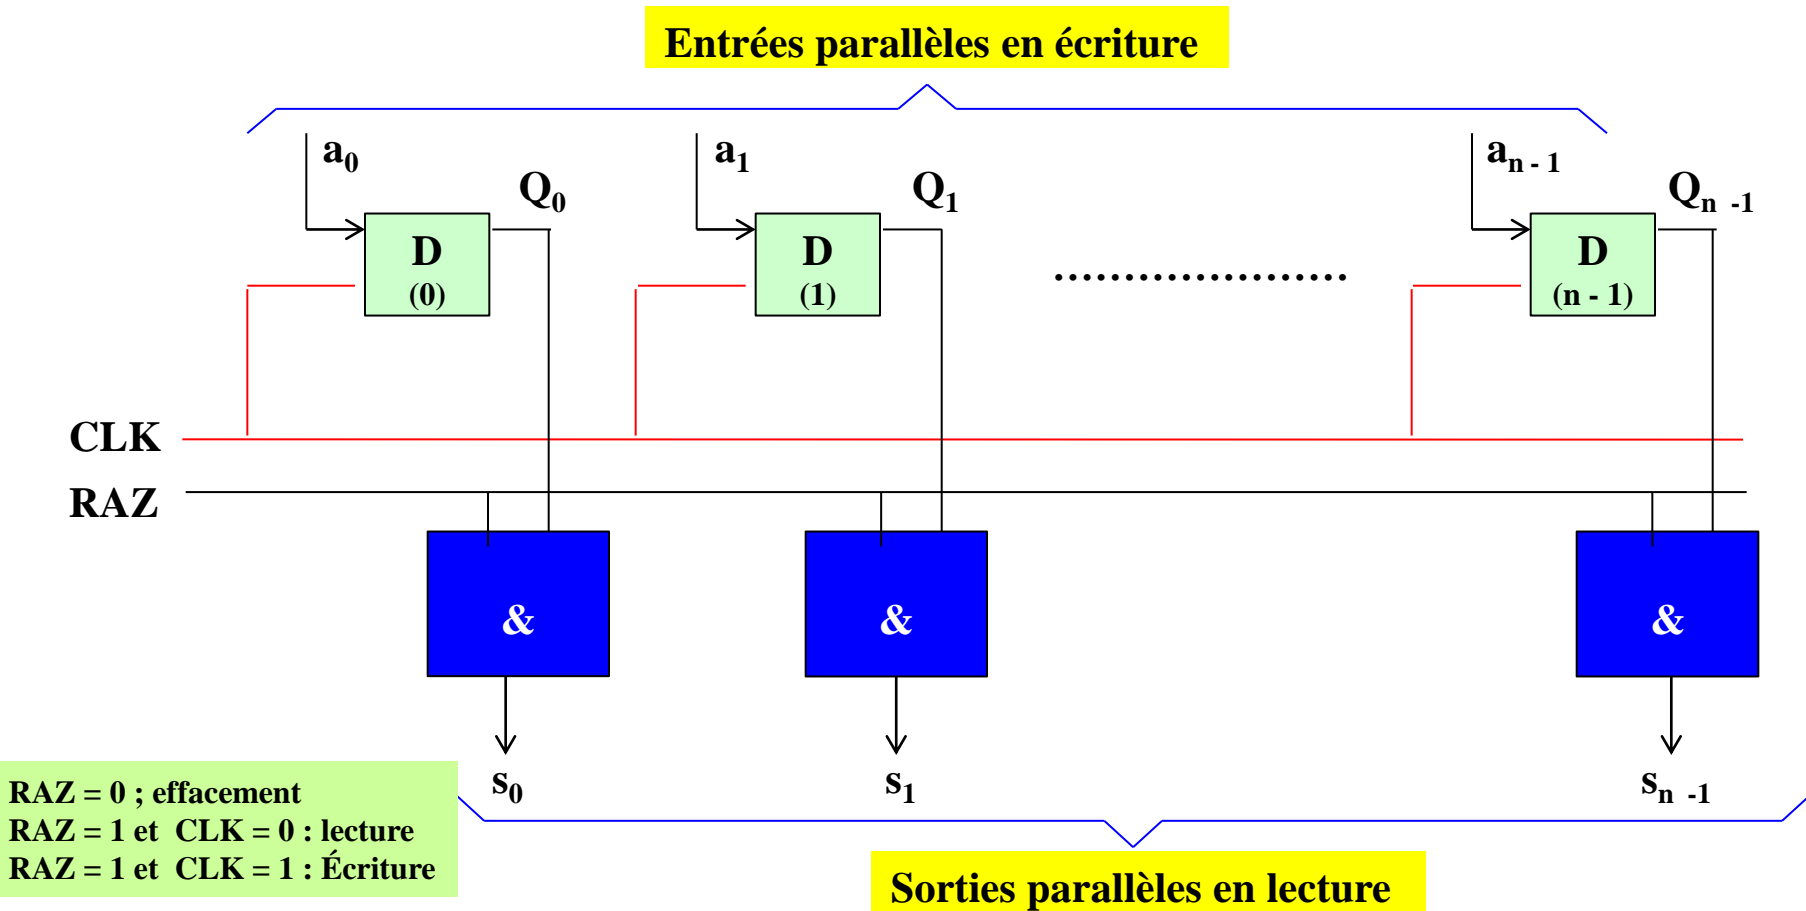 Entrées parallèles en écriture
a0 a1 an - 1
Q0 Q1 Qn -1
D D D
(0) (1) ..................... (n - 1)
CLK
RAZ
& & &
s0 s1 sn -1
RAZ = 0 ; effacement
RAZ = 1 et CLK = 0 : lecture
RAZ = 1 et CLK = 1 : Écriture
Sorties parallèles en lecture